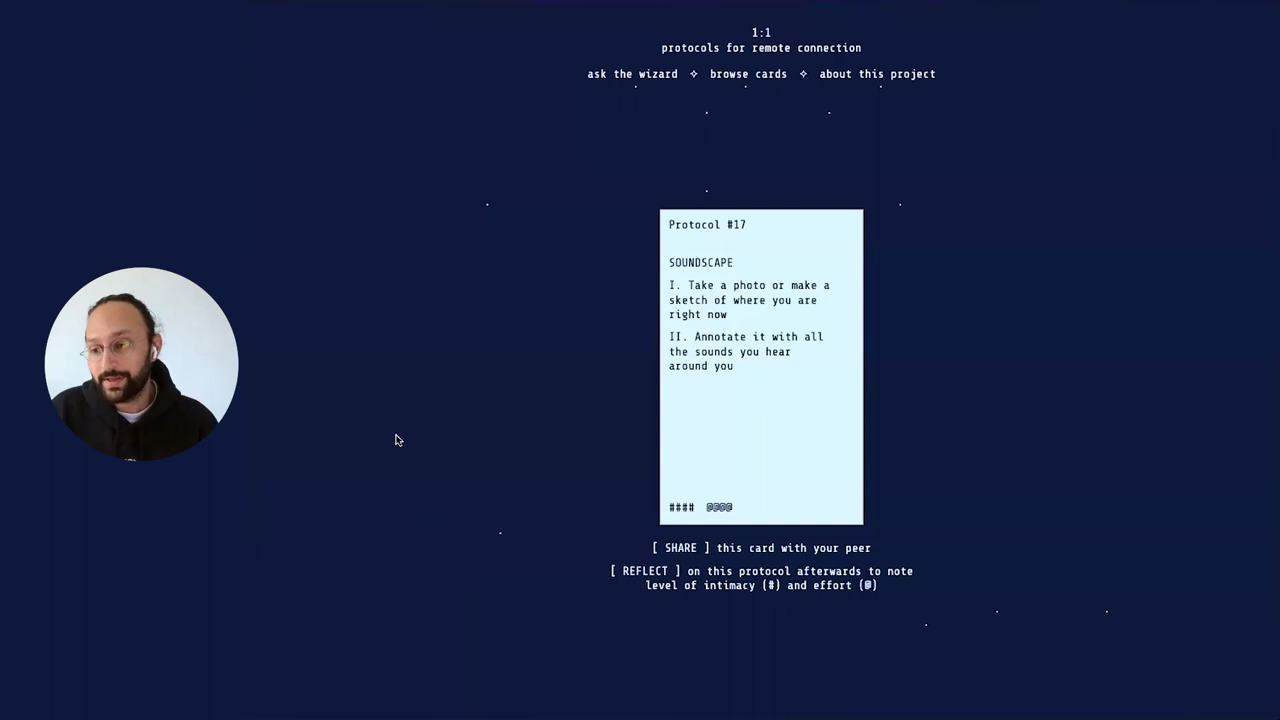 1:1
protocols for remote connection
ask the wizard ✧ browse cards ✧ about this project
Protocol #17
SOUNDSCAPE
I. Take a photo or make a
sketch of where you are
right now
II. Annotate it with all
the sounds you hear
around you
#### @@@@
[ SHARE ] this card with your peer
[ REFLECT ] on this protocol afterwards to note
level of intimacy (#) and effort (@)